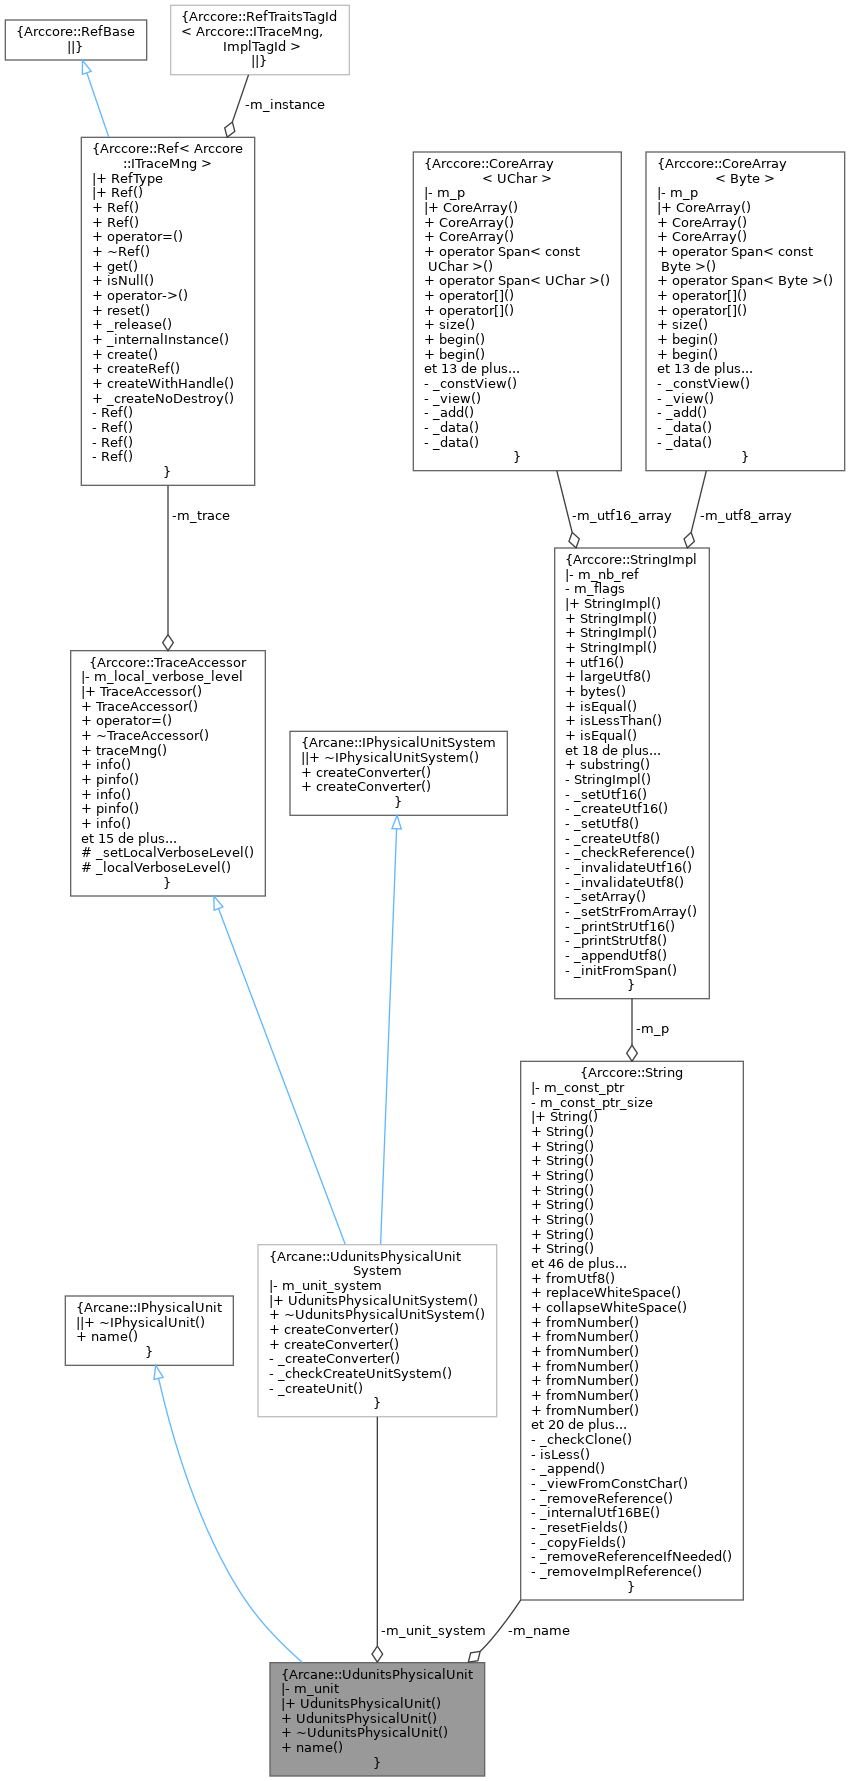 {Arccore::RefBase
||}
{Arccore::RefTraitsTagId
< Arccore::ITraceMng,
ImplTagId >
||}
-m_instance
{Arccore::Ref< Arccore
::ITraceMng >
|+ RefType
|+ Ref()
+ Ref()
+ Ref()
+ operator=()
+ ~Ref()
+ get()
+ isNull()
+ operator->()
+ reset()
+ _release()
+ _internalInstance()
+ create()
+ createRef()
+ createWithHandle()
+ _createNoDestroy()
- Ref()
- Ref()
- Ref()
- Ref()
}
{Arccore::CoreArray
< UChar >
|- m_p
|+ CoreArray()
+ CoreArray()
+ CoreArray()
+ operator Span< const
UChar >()
+ operator Span< UChar >()
+ operator[]()
+ operator[]()
+ size()
+ begin()
+ begin()
et 13 de plus...
- _constView()
- _view()
- _add()
- _data()
- _data()
}
{Arccore::CoreArray
< Byte >
|- m_p
|+ CoreArray()
+ CoreArray()
+ CoreArray()
+ operator Span< const
Byte >()
+ operator Span< Byte >()
+ operator[]()
+ operator[]()
+ size()
+ begin()
+ begin()
et 13 de plus...
- _constView()
- _view()
- _add()
- _data()
- _data()
}
-m_trace
-m_utf16_array
-m_utf8_array
{Arccore::StringImpl
|- m_nb_ref
- m_flags
|+ StringImpl()
+ StringImpl()
+ StringImpl()
+ StringImpl()
+ utf16()
+ largeUtf8()
+ bytes()
+ isEqual()
+ isLessThan()
+ isEqual()
et 18 de plus...
+ substring()
- StringImpl()
- _setUtf16()
- _createUtf16()
- _setUtf8()
- _createUtf8()
- _checkReference()
- _invalidateUtf16()
- _invalidateUtf8()
- _setArray()
- _setStrFromArray()
- _printStrUtf16()
- _printStrUtf8()
- _appendUtf8()
- _initFromSpan()
}
{Arccore::TraceAccessor
|- m_local_verbose_level
|+ TraceAccessor()
+ TraceAccessor()
+ operator=()
+ ~TraceAccessor()
+ traceMng()
+ info()
+ pinfo()
+ info()
+ pinfo()
+ info()
et 15 de plus...
# _setLocalVerboseLevel()
# _localVerboseLevel()
}
{Arcane::IPhysicalUnitSystem
||+ ~IPhysicalUnitSystem()
+ createConverter()
+ createConverter()
}
-m_p
{Arccore::String
|- m_const_ptr
- m_const_ptr_size
|+ String()
+ String()
+ String()
+ String()
+ String()
+ String()
+ String()
+ String()
+ String()
+ String()
et 46 de plus...
+ fromUtf8()
+ replaceWhiteSpace()
+ collapseWhiteSpace()
+ fromNumber()
+ fromNumber()
+ fromNumber()
+ fromNumber()
+ fromNumber()
+ fromNumber()
+ fromNumber()
et 20 de plus...
- _checkClone()
- isLess()
- _append()
- _viewFromConstChar()
- _removeReference()
- _internalUtf16BE()
- _resetFields()
- _copyFields()
- _removeReferenceIfNeeded()
- _removeImplReference()
}
{Arcane::UdunitsPhysicalUnit
System
|- m_unit_system
|+ UdunitsPhysicalUnitSystem()
+ ~UdunitsPhysicalUnitSystem()
+ createConverter()
+ createConverter()
- _createConverter()
- _checkCreateUnitSystem()
- _createUnit()
}
{Arcane::IPhysicalUnit
||+ ~IPhysicalUnit()
+ name()
}
-m_unit_system
-m_name
{Arcane::UdunitsPhysicalUnit
|- m_unit
|+ UdunitsPhysicalUnit()
+ UdunitsPhysicalUnit()
+ ~UdunitsPhysicalUnit()
+ name()
}